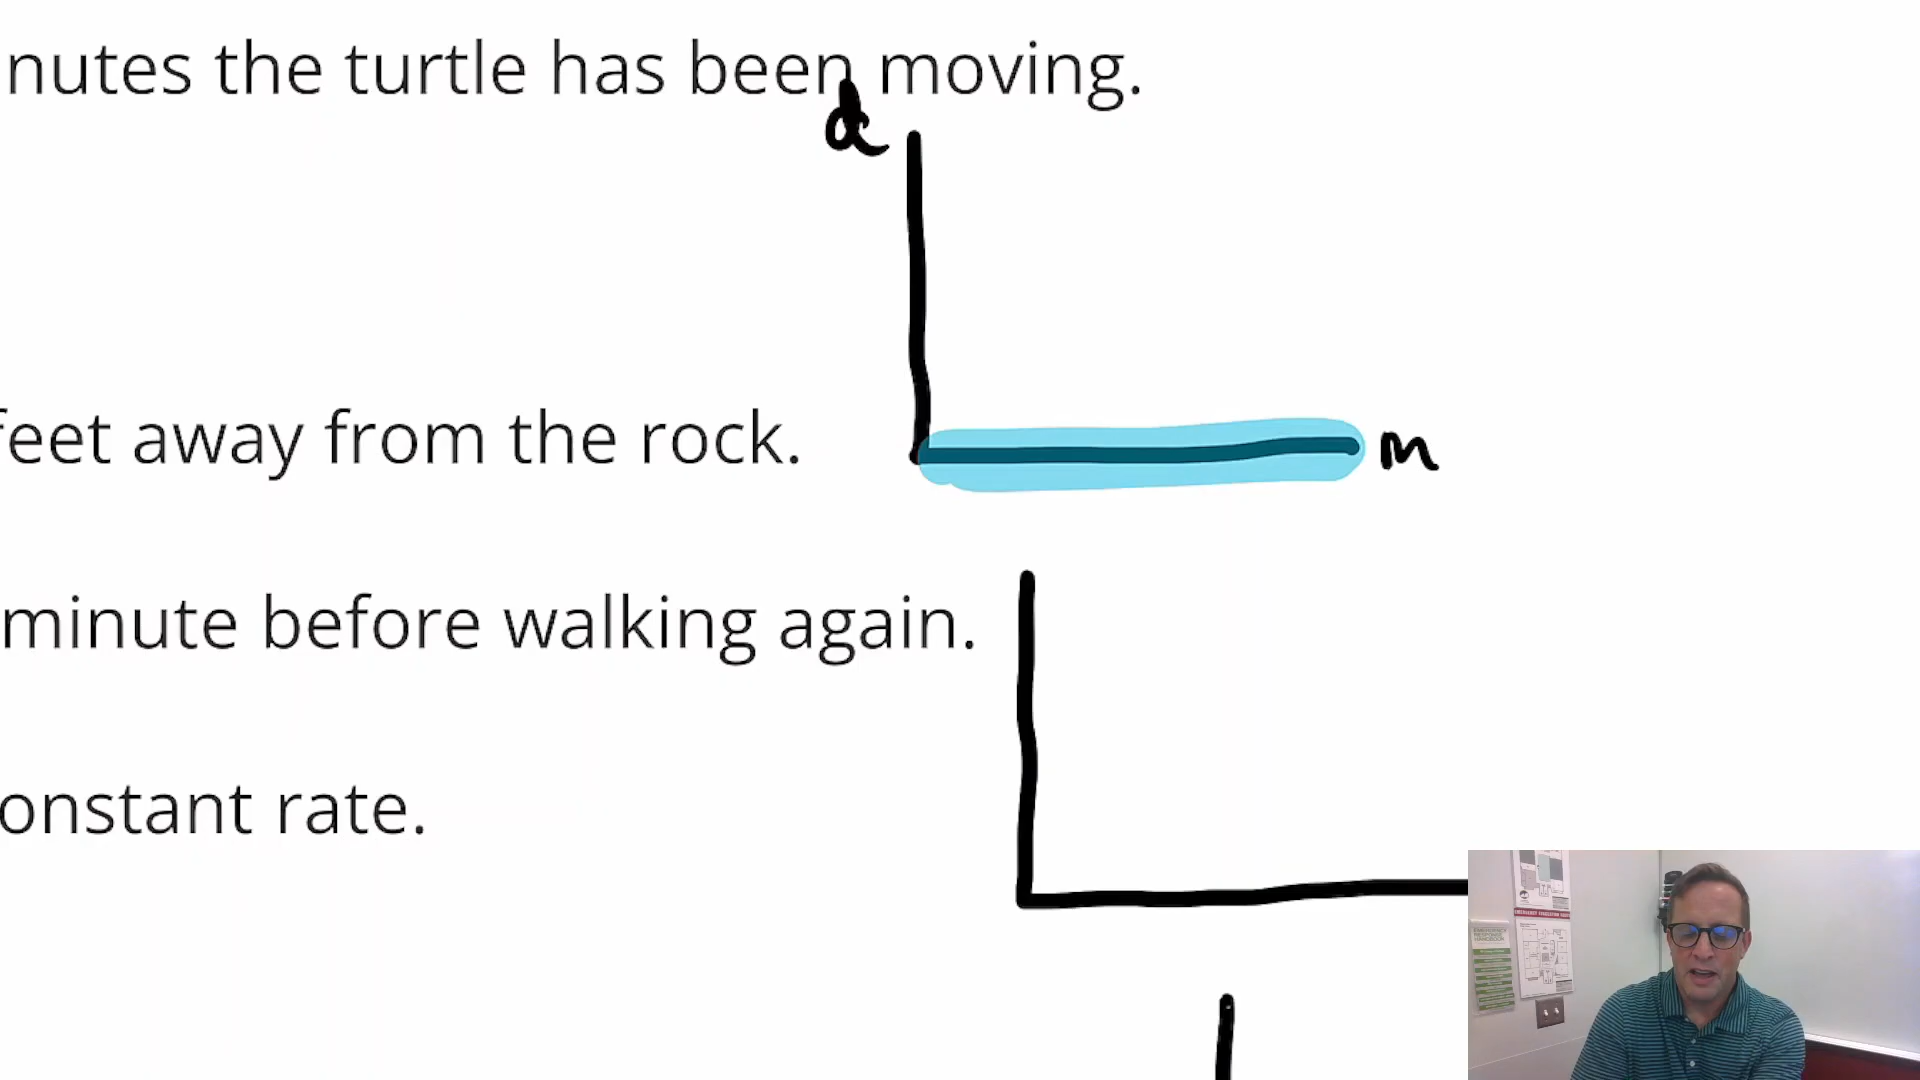 nutes the turtle has been moving.
d
feet away from the rock.
m
minute before walking again.
onstant rate.